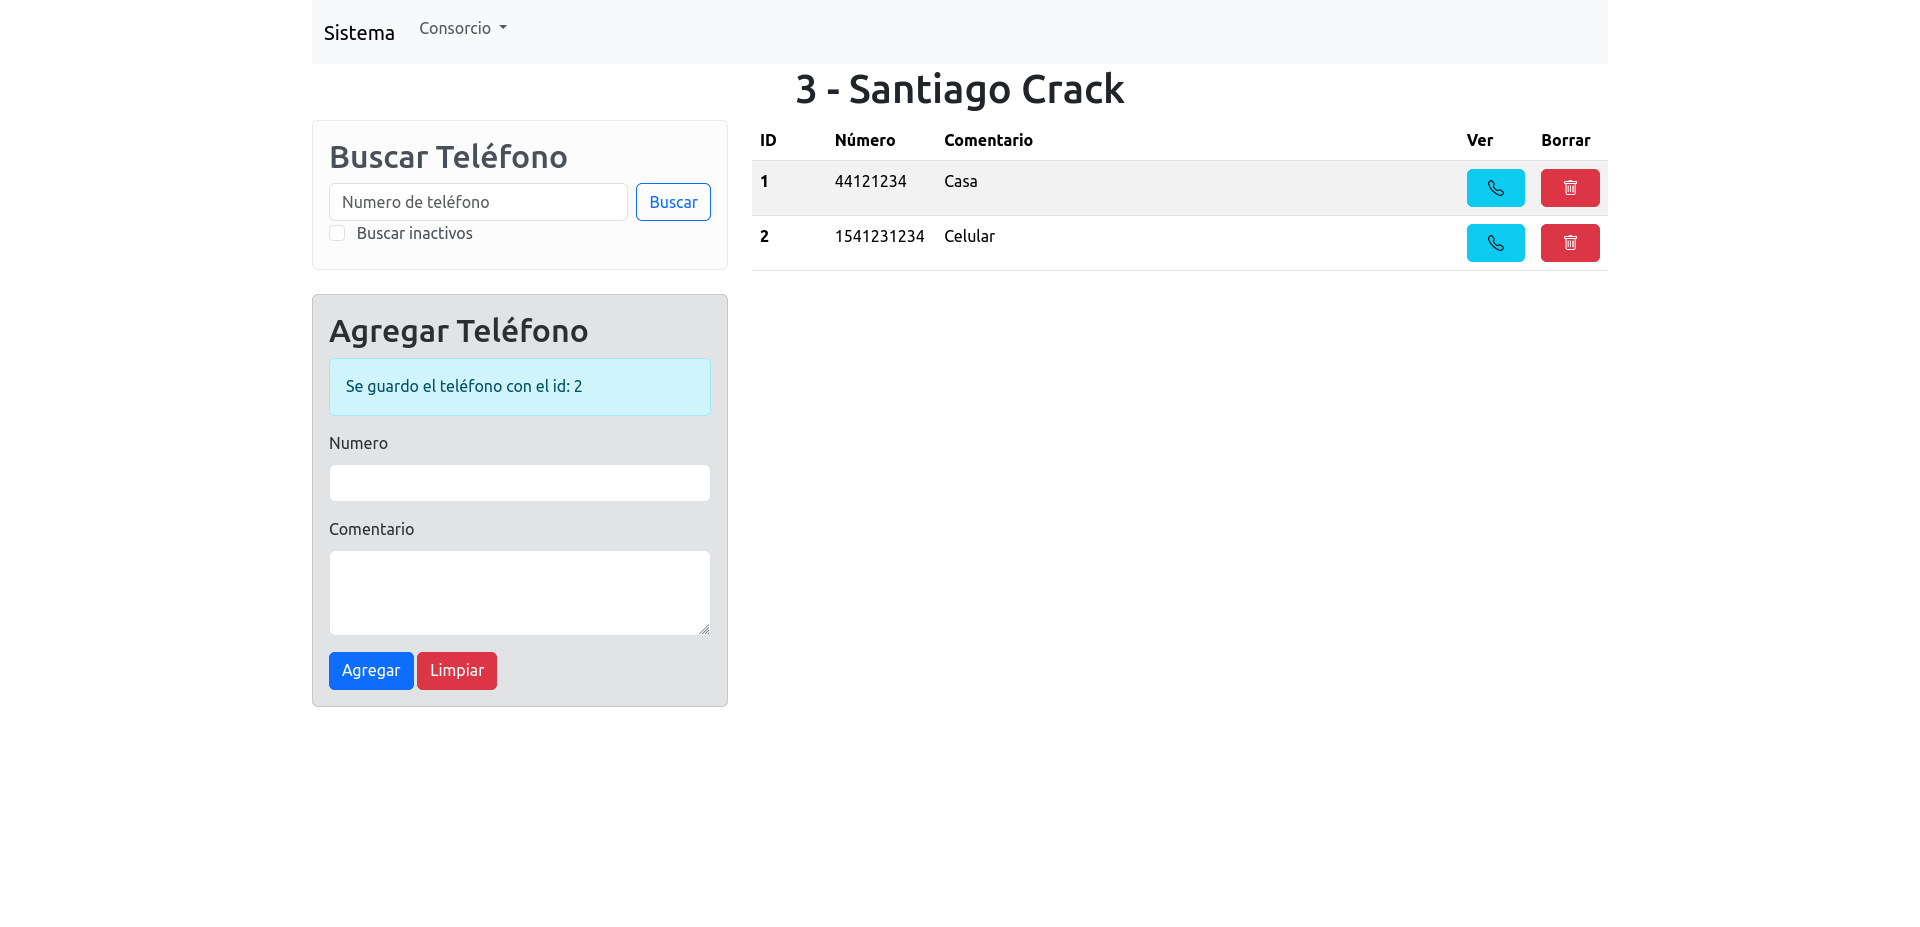 Sistema Consorcio
3 - Santiago Crack
Buscar Teléfono
Numero de teléfono Buscar
Buscar inactivos
Agregar Teléfono
Se guardo el teléfono con el id: 2
Numero
Comentario
Agregar Limpiar
ID Número Comentario Ver Borrar
1 44121234 Casa
2 1541231234 Celular